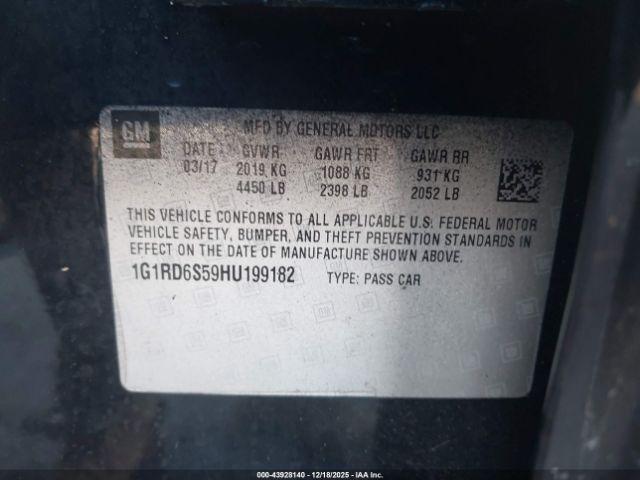 GM
MFD BY GENERAL MOTORS LLC
DATE GVWR GAWR FRT GAWR RR
03/17 2019 KG 1088 KG 931 KG
4450 LB 2398 LB 2052 LB
THIS VEHICLE CONFORMS TO ALL APPLICABLE U.S. FEDERAL MOTOR
VEHICLE SAFETY, BUMPER, AND THEFT PREVENTION STANDARDS IN
EFFECT ON THE DATE OF MANUFACTURE SHOWN ABOVE.
1G1RD6S59HU199182 TYPE: PASS CAR
000-43928140 - 12/18/2025 - IAA Inc.